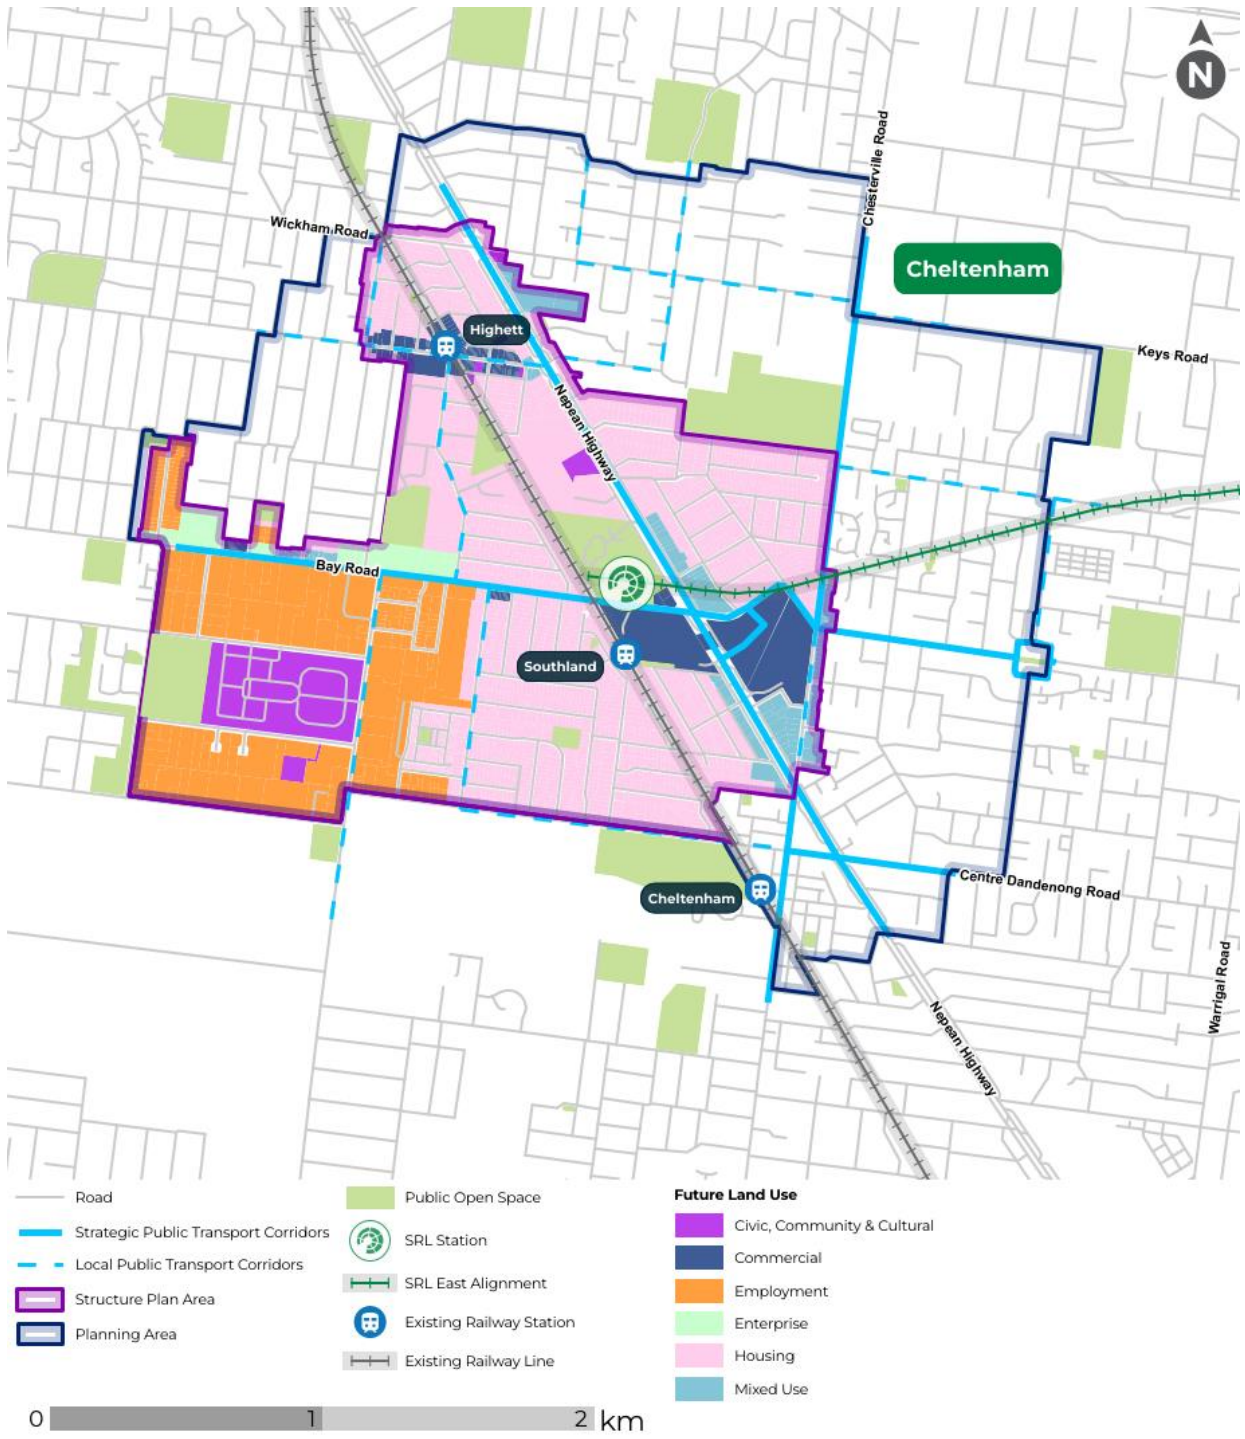 N
Chesterville Road
Wickham Road
Cheltenham
Highett
Keys Road
Nepean Highway
Bay Road
Southland
Cheltenham
Centre Dandenong Road
Warrigal Road
Nepean Highway
Road
Strategic Public Transport Corridors
Local Public Transport Corridors
Structure Plan Area
Planning Area
Public Open Space
SRL Station
SRL East Alignment
Existing Railway Station
Existing Railway Line
Future Land Use
Civic, Community & Cultural
Commercial
Employment
Enterprise
Housing
Mixed Use
0 1 2 km